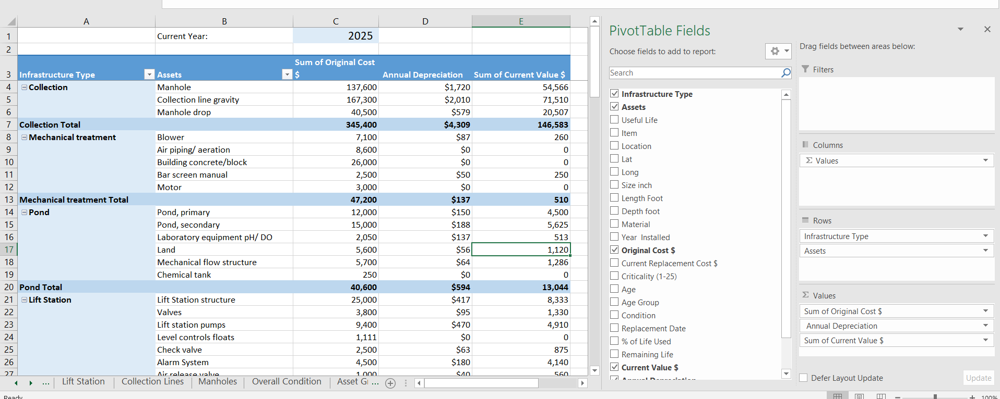 A B C D E
1 Current Year: 2025
2
Sum of Original Cost
3 Infrastructure Type Assets $ Annual Depreciation Sum of Current Value $
4 Collection Manhole 137,600 $1,720 54,566
5 Collection line gravity 167,300 $2,010 71,510
6 Manhole drop 40,500 $579 20,507
7 Collection Total 345,400 $4,309 146,583
8 Mechanical treatment Blower 7,100 $87 260
9 Air piping/ aeration 8,600 $0 0
10 Building concrete/block 26,000 $0 0
11 Bar screen manual 2,500 $50 250
12 Motor 3,000 $0 0
13 Mechanical treatment Total 47,200 $137 510
14 Pond Pond, primary 12,000 $150 4,500
15 Pond, secondary 15,000 $188 5,625
16 Laboratory equipment pH/ DO 2,050 $137 513
17 Land 5,600 $56 1,120
18 Mechanical flow structure 5,700 $64 1,286
19 Chemical tank 250 $0 0
20 Pond Total 40,600 $594 13,044
21 Lift Station Lift Station structure 25,000 $417 8,333
22 Valves 3,800 $95 1,330
23 Lift station pumps 9,400 $470 4,910
24 Level controls floats 1,111 $0 0
25 Check valve 2,500 $63 875
26 Alarm System 4,500 $180 4,140
27 Air release valve 1,000 $40 560
... Lift Station Collection Lines Manholes Overall Condition Asset Gr ...
Ready
PivotTable Fields
Choose fields to add to report:
Search
Infrastructure Type
Assets
Useful Life
Item
Location
Lat
Long
Size inch
Length Foot
Depth foot
Material
Year Installed
Original Cost $
Current Replacement Cost $
Criticality (1-25)
Age
Age Group
Condition
Replacement Date
% of Life Used
Remaining Life
Current Value $
Annual Depreciation
Drag fields between areas below:
Filters
Columns
Σ Values
Rows
Infrastructure Type
Assets
Σ Values
Sum of Original Cost $
Annual Depreciation
Sum of Current Value $
Defer Layout Update Update
100%